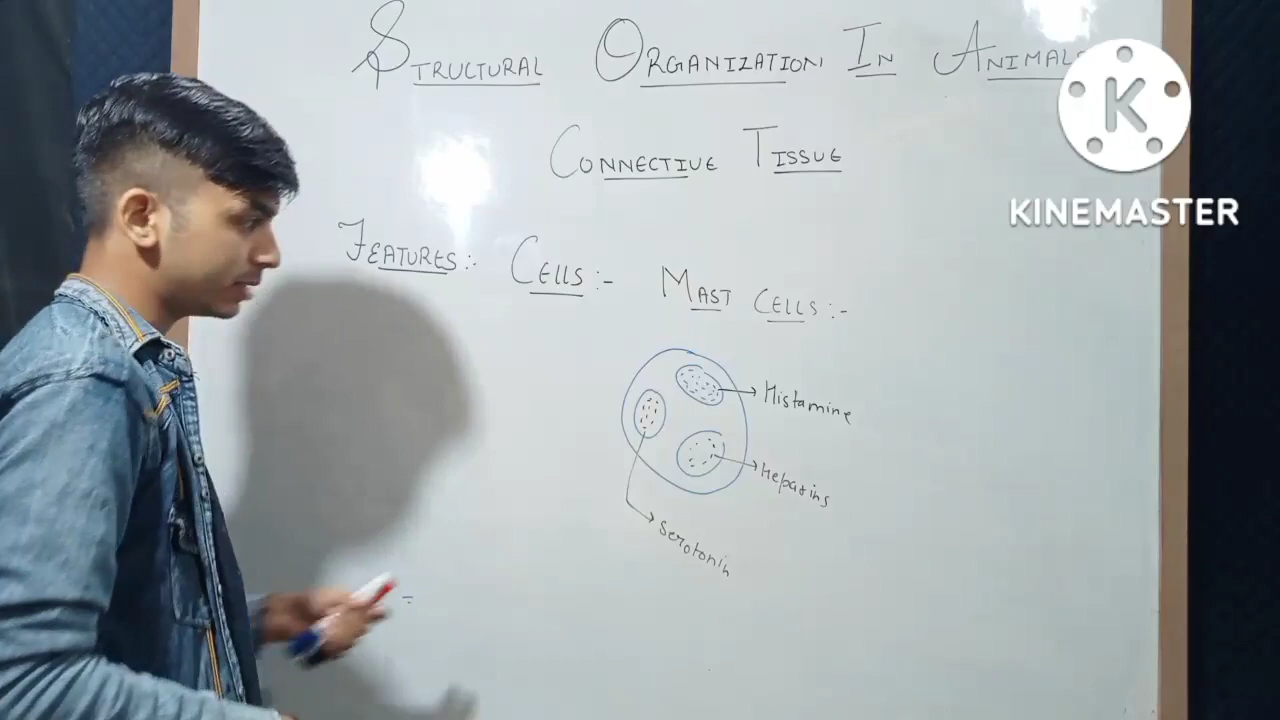 STRUCTURAL ORGANIZATION IN ANIMALS
CONNECTIVE TISSUE
FEATURES:- CELLS:- MAST CELLS:-
Histamine
Heparins
Serotonin
K
KINEMASTER